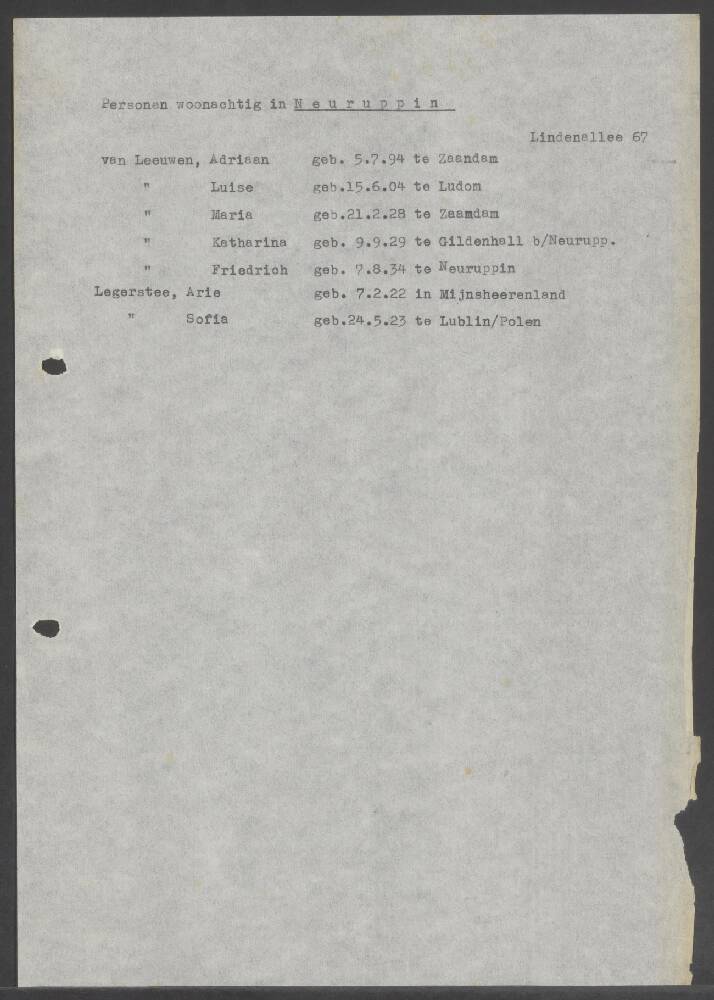 Personen woonachtig in N e u r u p p i n
Lindenallee 67
van Leeuwen, Adriaan geb. 5.7.94 te Zaandam
" Luise geb.15.6.04 te Ludom
" Maria geb.21.2.28 te Zaamdam
" Katharina geb. 9.9.29 te Gildenhall b/Neurupp.
" Friedrich geb. 7.8.34 te Neuruppin
Legerstee, Arie geb. 7.2.22 in Mijnsheerenland
" Sofia geb.24.5.23 te Lublin/Polen